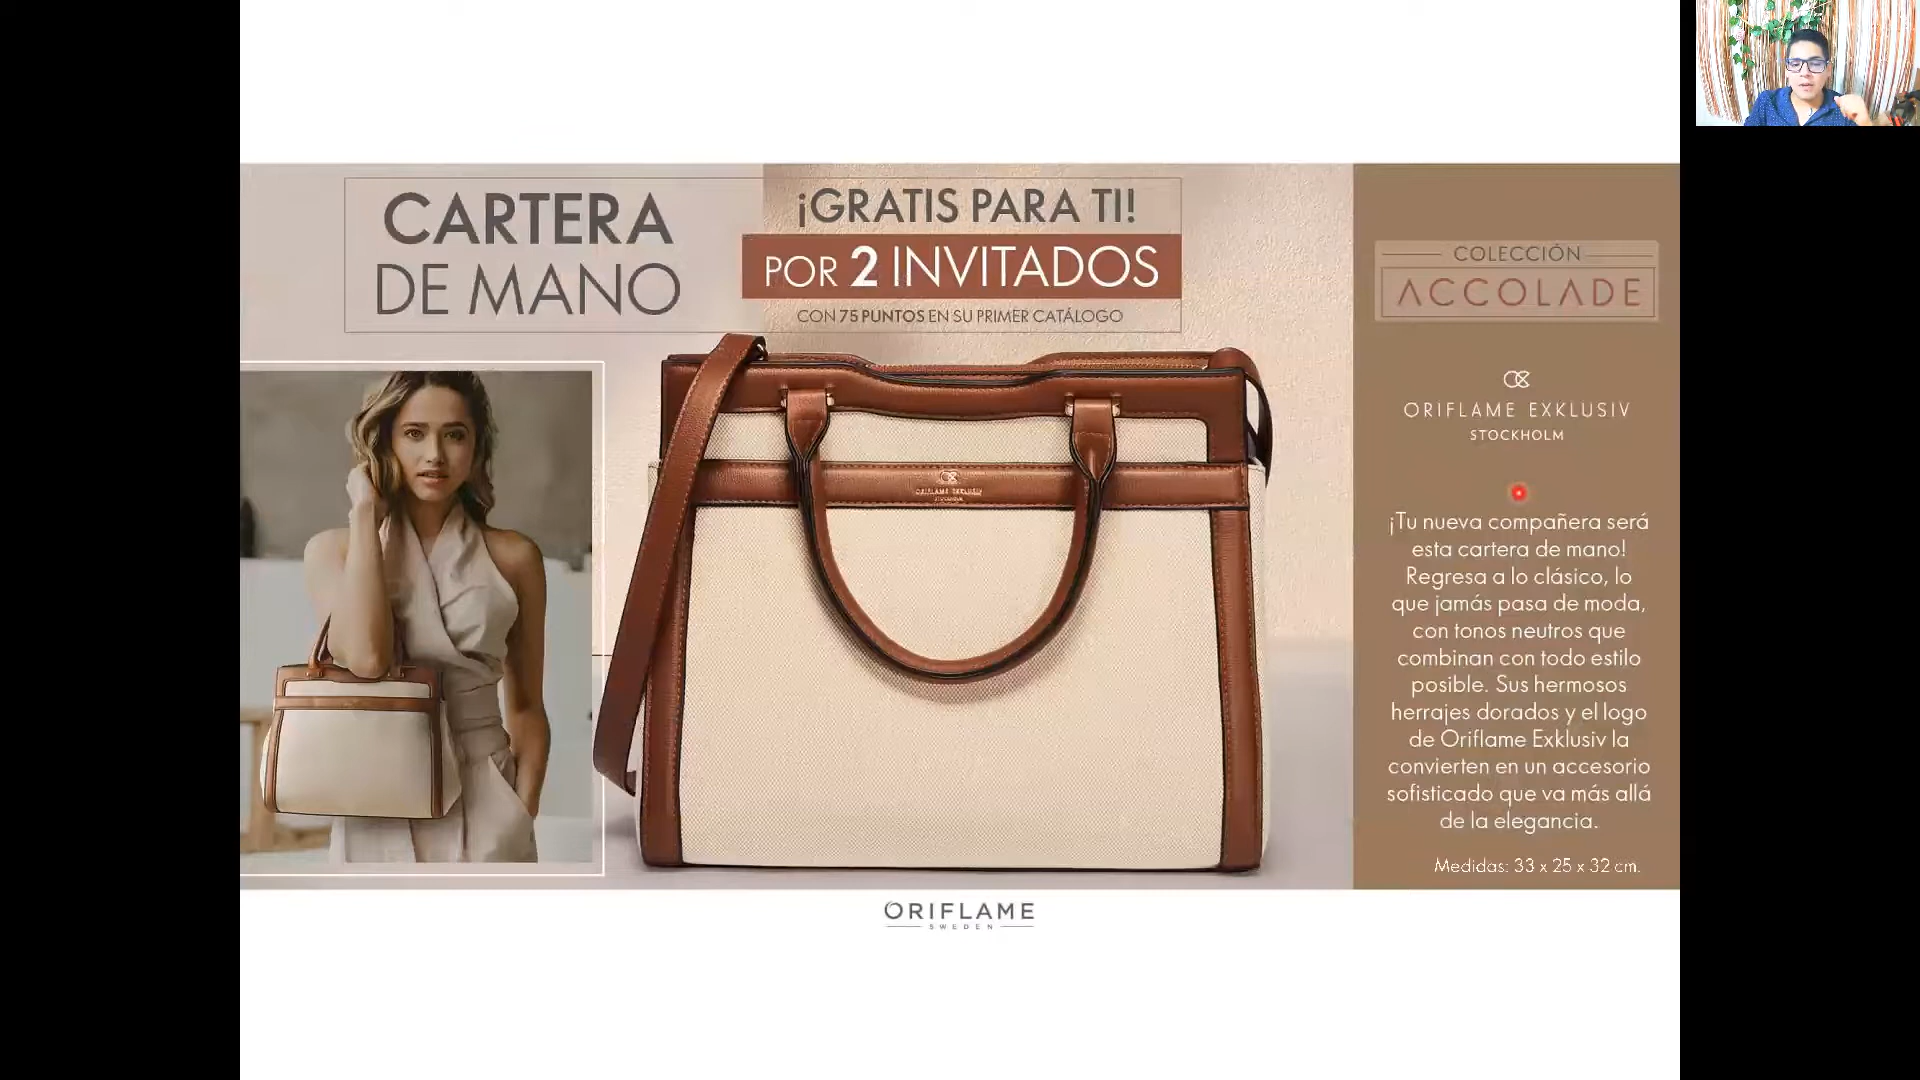 CARTERA
DE MANO
¡GRATIS PARA TI!
POR 2 INVITADOS
CON 75 PUNTOS EN SU PRIMER CATÁLOGO
ORIFLAME EXKLUSIV
STOCKHOLM
COLECCIÓN
ACCOLADE
ORIFLAME EXKLUSIV
STOCKHOLM
¡Tu nueva compañera será
esta cartera de mano!
Regresa a lo clásico, lo
que jamás pasa de moda,
con tonos neutros que
combinan con todo estilo
posible. Sus hermosos
herrajes dorados y el logo
de Oriflame Exklusiv la
convierten en un accesorio
sofisticado que va más allá
de la elegancia.
Medidas: 33 x 25 x 32 cm.
ORIFLAME
SWEDEN